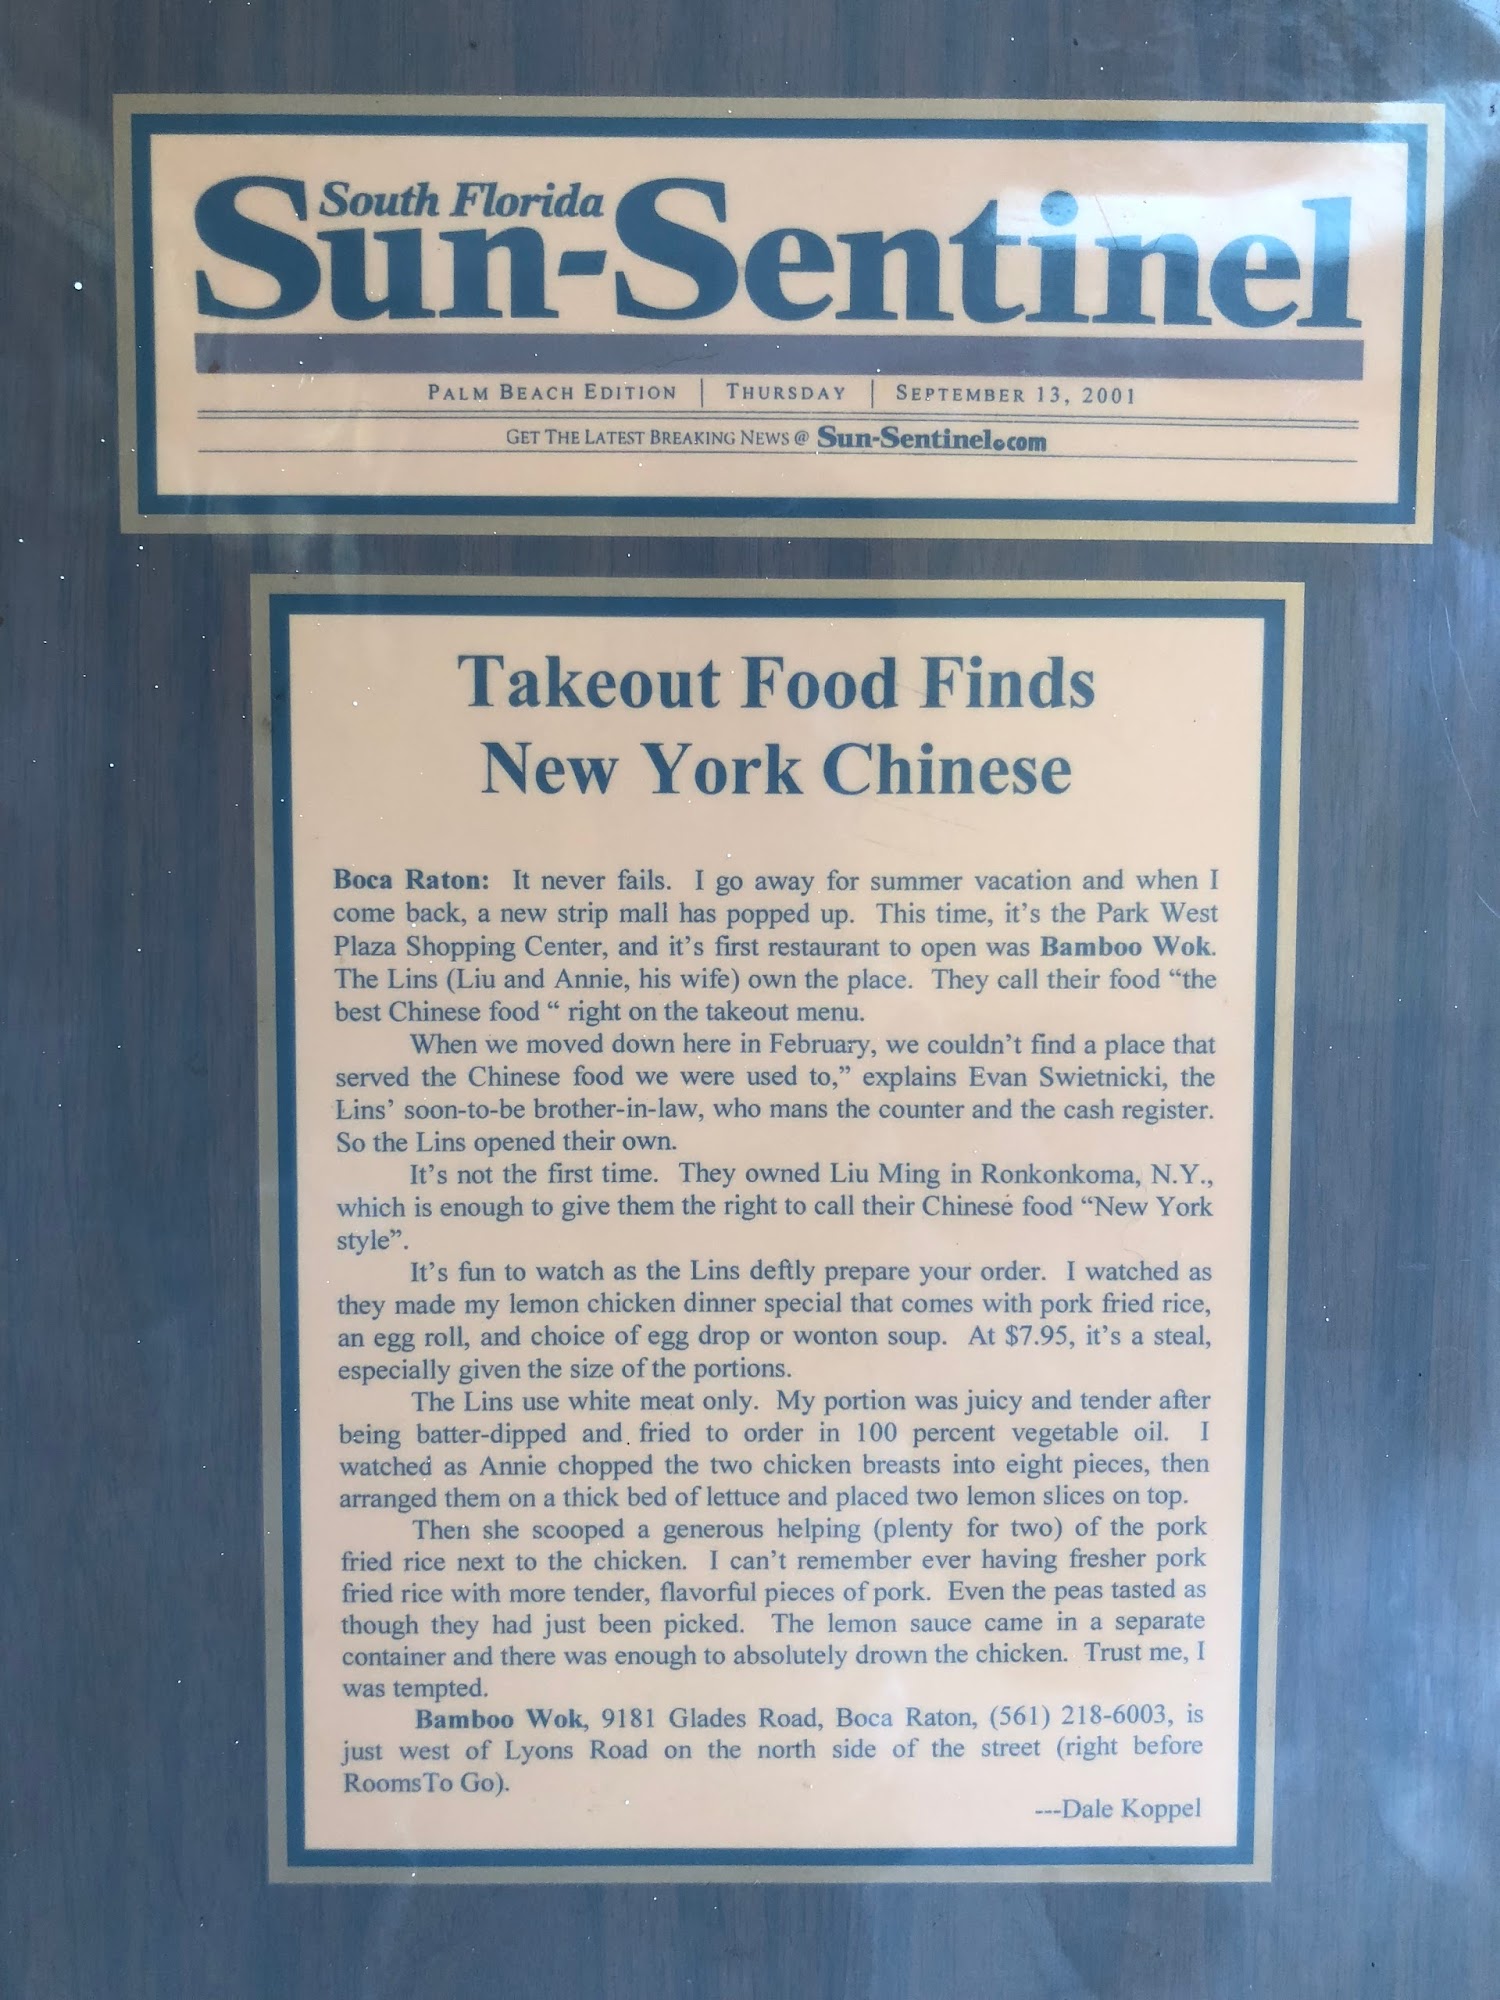 South Florida
Sun-Sentinel
PALM BEACH EDITION | THURSDAY | SEPTEMBER 13, 2001
GET THE LATEST BREAKING NEWS @ Sun-Sentinel.com
Takeout Food Finds
New York Chinese
Boca Raton: It never fails. I go away for summer vacation and when I
come back, a new strip mall has popped up. This time, it's the Park West
Plaza Shopping Center, and it's first restaurant to open was Bamboo Wok.
The Lins (Liu and Annie, his wife) own the place. They call their food “the
best Chinese food “ right on the takeout menu.
When we moved down here in February, we couldn't find a place that
served the Chinese food we were used to,” explains Evan Swietnicki, the
Lins' soon-to-be brother-in-law, who mans the counter and the cash register.
So the Lins opened their own.
It's not the first time. They owned Liu Ming in Ronkonkoma, N.Y.,
which is enough to give them the right to call their Chinese food “New York
style”.
It's fun to watch as the Lins deftly prepare your order. I watched as
they made my lemon chicken dinner special that comes with pork fried rice,
an egg roll, and choice of egg drop or wonton soup. At $7.95, it's a steal,
especially given the size of the portions.
The Lins use white meat only. My portion was juicy and tender after
being batter-dipped and fried to order in 100 percent vegetable oil. I
watched as Annie chopped the two chicken breasts into eight pieces, then
arranged them on a thick bed of lettuce and placed two lemon slices on top.
Then she scooped a generous helping (plenty for two) of the pork
fried rice next to the chicken. I can't remember ever having fresher pork
fried rice with more tender, flavorful pieces of pork. Even the peas tasted as
though they had just been picked. The lemon sauce came in a separate
container and there was enough to absolutely drown the chicken. Trust me, I
was tempted.
Bamboo Wok, 9181 Glades Road, Boca Raton, (561) 218-6003, is
just west of Lyons Road on the north side of the street (right before
RoomsTo Go).
---Dale Koppel